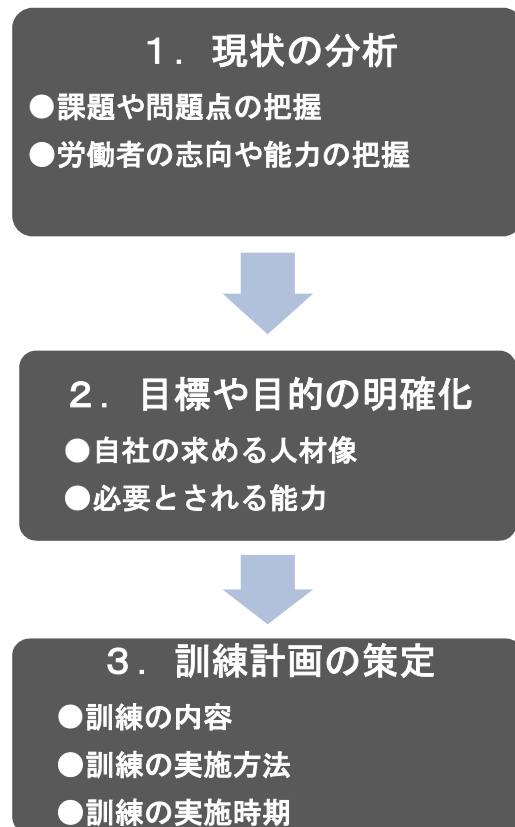 １．現状の分析
●課題や問題点の把握
●労働者の志向や能力の把握
２．目標や目的の明確化
●自社の求める人材像
●必要とされる能力
３．訓練計画の策定
●訓練の内容
●訓練の実施方法
●訓練の実施時期